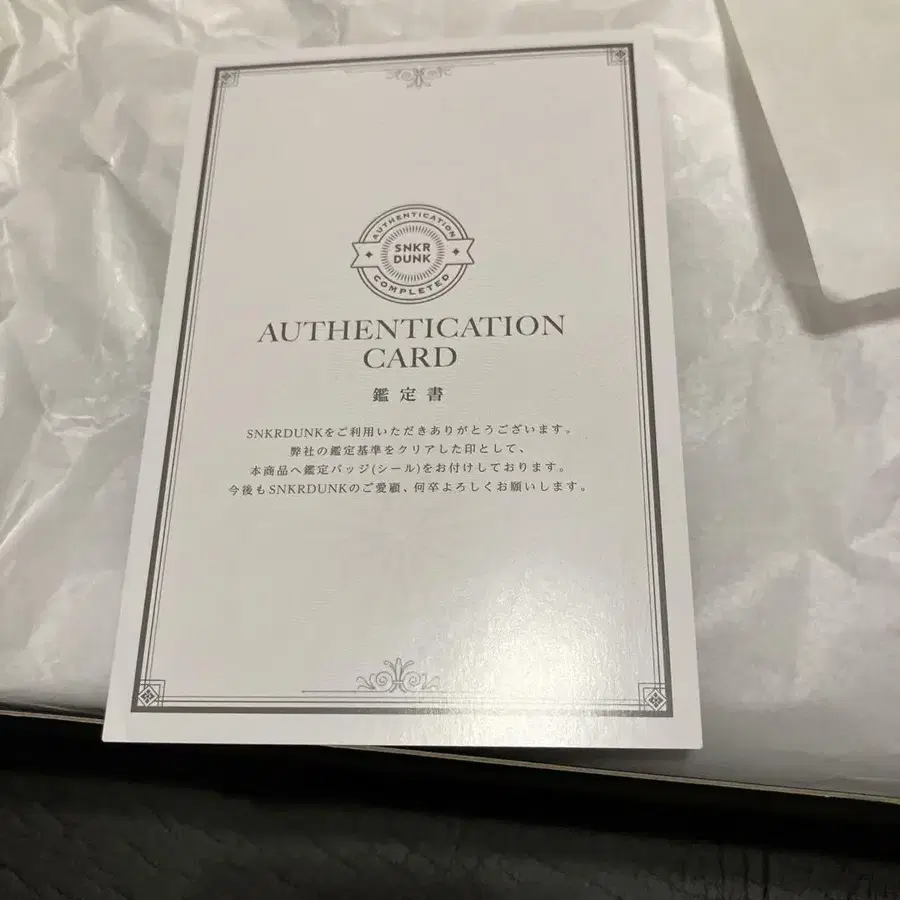 AUTHENTICATION
SNKR
DUNK
COMPLETED
AUTHENTICATION
CARD
鑑定書
SNKRDUNKをご利用いただきありがとうございます。
弊社の鑑定基準をクリアした印として、
本商品へ鑑定バッジ(シール)をお付けしております。
今後もSNKRDUNKのご愛顧、何卒よろしくお願いします。